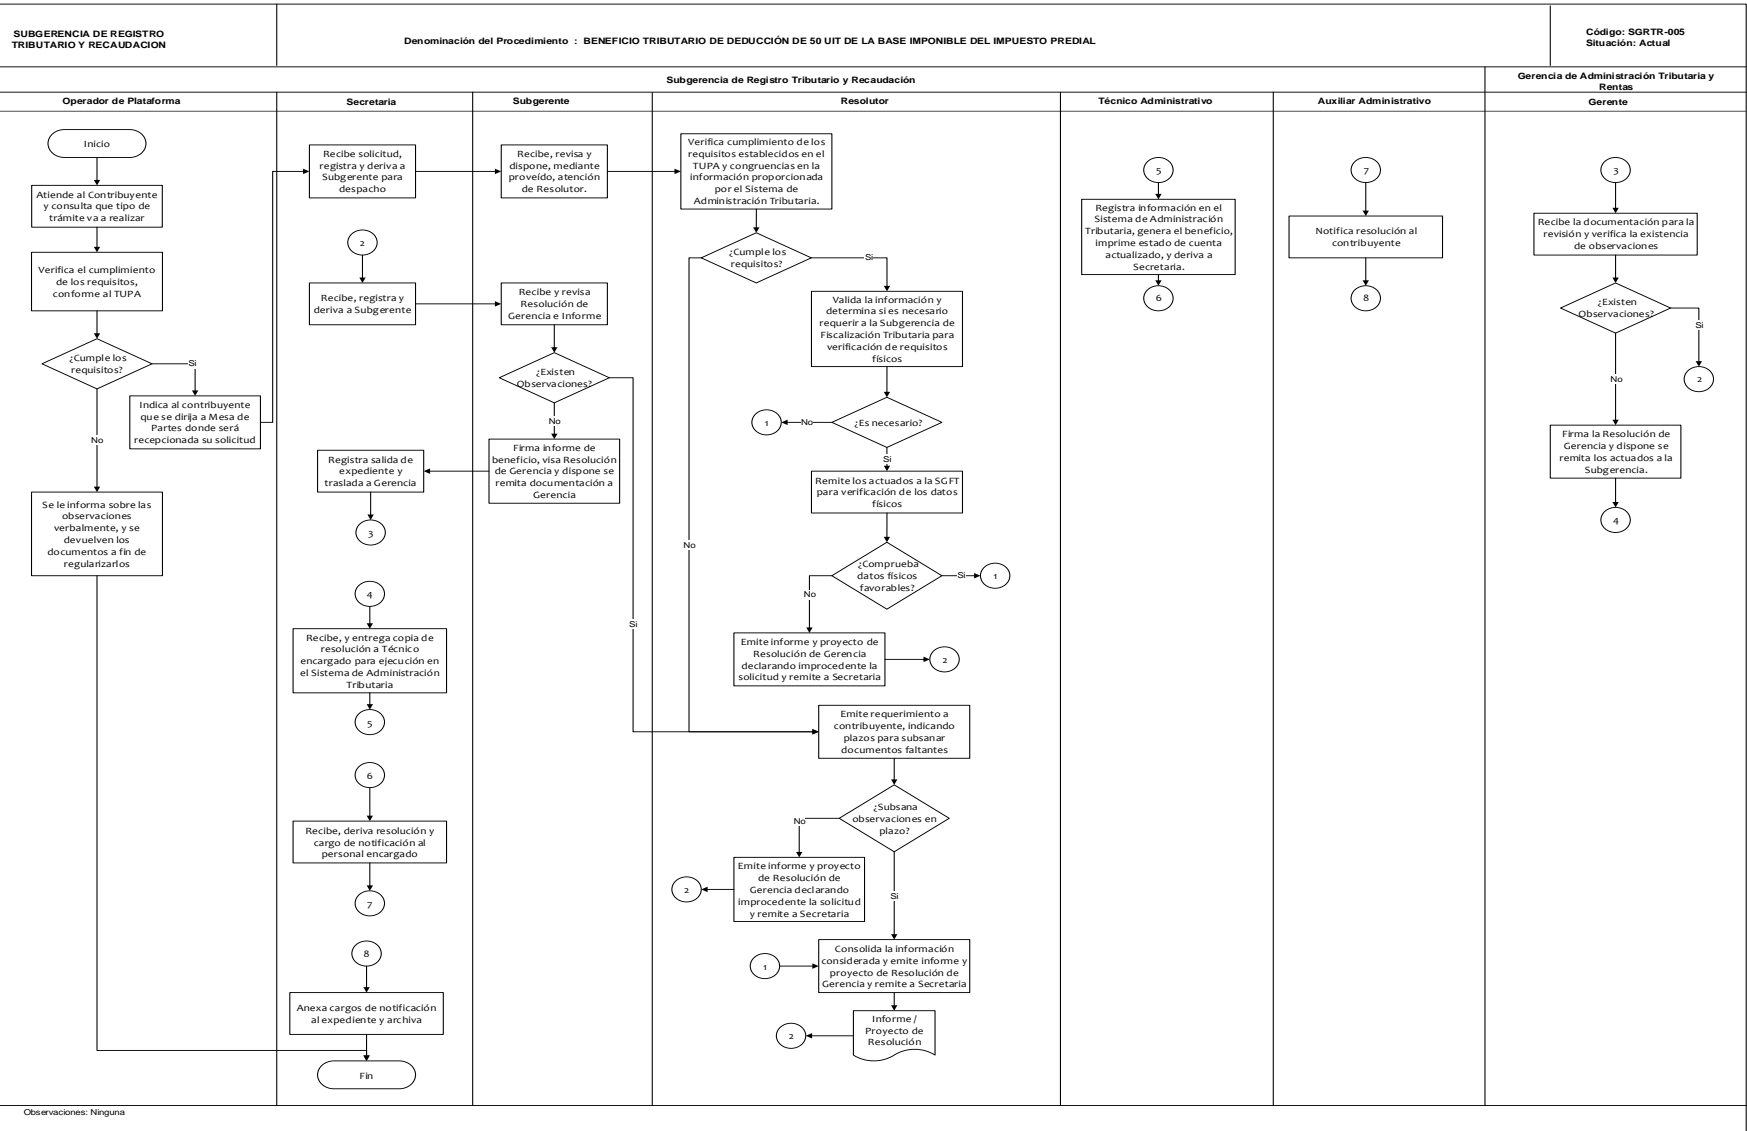 SUBGERENCIA DE REGISTRO
TRIBUTARIO Y RECAUDACION
Denominación del Procedimiento : BENEFICIO TRIBUTARIO DE DEDUCCIÓN DE 50 UIT DE LA BASE IMPONIBLE DEL IMPUESTO PREDIAL
Código: SGRTR-005
Situación: Actual
Subgerencia de Registro Tributario y Recaudación
Gerencia de Administración Tributaria y
Rentas
Operador de Plataforma
Secretaria
Subgerente
Resolutor
Técnico Administrativo
Auxiliar Administrativo
Gerente
Inicio
Atiende al Contribuyente
y consulta que tipo de
trámite va a realizar
Verifica el cumplimiento
de los requisitos,
conforme al TUPA
¿Cumple los
requisitos?
Si
Indica al contribuyente
que se dirija a Mesa de
Partes donde será
recepcionada su solicitud
No
Se le informa sobre las
observaciones
verbalmente, y se
devuelven los
documentos a fin de
regularizarlos
Recibe solicitud,
registra y deriva a
Subgerente para
despacho
2
Recibe, registra y
deriva a Subgerente
Registra salida de
expediente y
traslada a Gerencia
3
4
Recibe, y entrega copia de
resolución a Técnico
encargado para ejecución en
el Sistema de Administración
Tributaria
5
6
Recibe, deriva resolución y
cargo de notificación al
personal encargado
7
8
Anexa cargos de notificación
al expediente y archiva
Fin
Recibe, revisa y
dispone, mediante
proveído, atención
de Resolutor.
Recibe y revisa
Resolución de
Gerencia e Informe
¿Existen
Observaciones?
No
Firma informe de
beneficio, visa Resolución
de Gerencia y dispone se
remita documentación a
Gerencia
Si
Verifica cumplimiento de los
requisitos establecidos en el
TUPA y congruencias en la
información proporcionada
por el Sistema de
Administración Tributaria.
¿Cumple los
requisitos?
Si
Valida la información y
determina si es necesario
requerir a la Subgerencia de
Fiscalización Tributaria para
verificación de requisitos
físicos
1
No
¿Es necesario?
Si
Remite los actuados a la SGFT
para verificación de los datos
físicos
No
¿Comprueba
datos físicos
favorables?
Si
1
No
Emite informe y proyecto de
Resolución de Gerencia
declarando improcedente la
solicitud y remite a Secretaria
2
Emite requerimiento a
contribuyente, indicando
plazos para subsanar
documentos faltantes
¿Subsana
observaciones en
plazo?
No
Emite informe y proyecto
de Resolución de
Gerencia declarando
improcedente la solicitud
y remite a Secretaria
2
Si
1
Consolida la información
considerada y emite informe y
proyecto de Resolución de
Gerencia y remite a Secretaria
Informe /
Proyecto de
Resolución
2
5
Registra información en el
Sistema de Administración
Tributaria, genera el beneficio,
imprime estado de cuenta
actualizado, y deriva a
Secretaria.
6
7
Notifica resolución al
contribuyente
8
3
Recibe la documentación para la
revisión y verifica la existencia
de observaciones
¿Existen
Observaciones?
Si
2
No
Firma la Resolución de
Gerencia y dispone se
remita los actuados a la
Subgerencia.
4
Observaciones: Ninguna